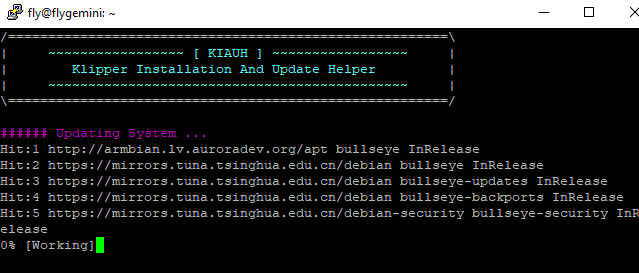 fly@flygemini: ~
/=======================================================\
|     ~~~~~~~~~~~~~~~~~ [ KIAUH ] ~~~~~~~~~~~~~~~~~     |
|        Klipper Installation And Update Helper         |
|     ~~~~~~~~~~~~~~~~~~~~~~~~~~~~~~~~~~~~~~~~~~~~~     |
\=======================================================/
###### Updating System ...
Hit:1 http://armbian.lv.auroradev.org/apt bullseye InRelease
Hit:2 https://mirrors.tuna.tsinghua.edu.cn/debian bullseye InRelease
Hit:3 https://mirrors.tuna.tsinghua.edu.cn/debian bullseye-updates InRelease
Hit:4 https://mirrors.tuna.tsinghua.edu.cn/debian bullseye-backports InRelease
Hit:5 https://mirrors.tuna.tsinghua.edu.cn/debian-security bullseye-security InR
elease
0% [Working]